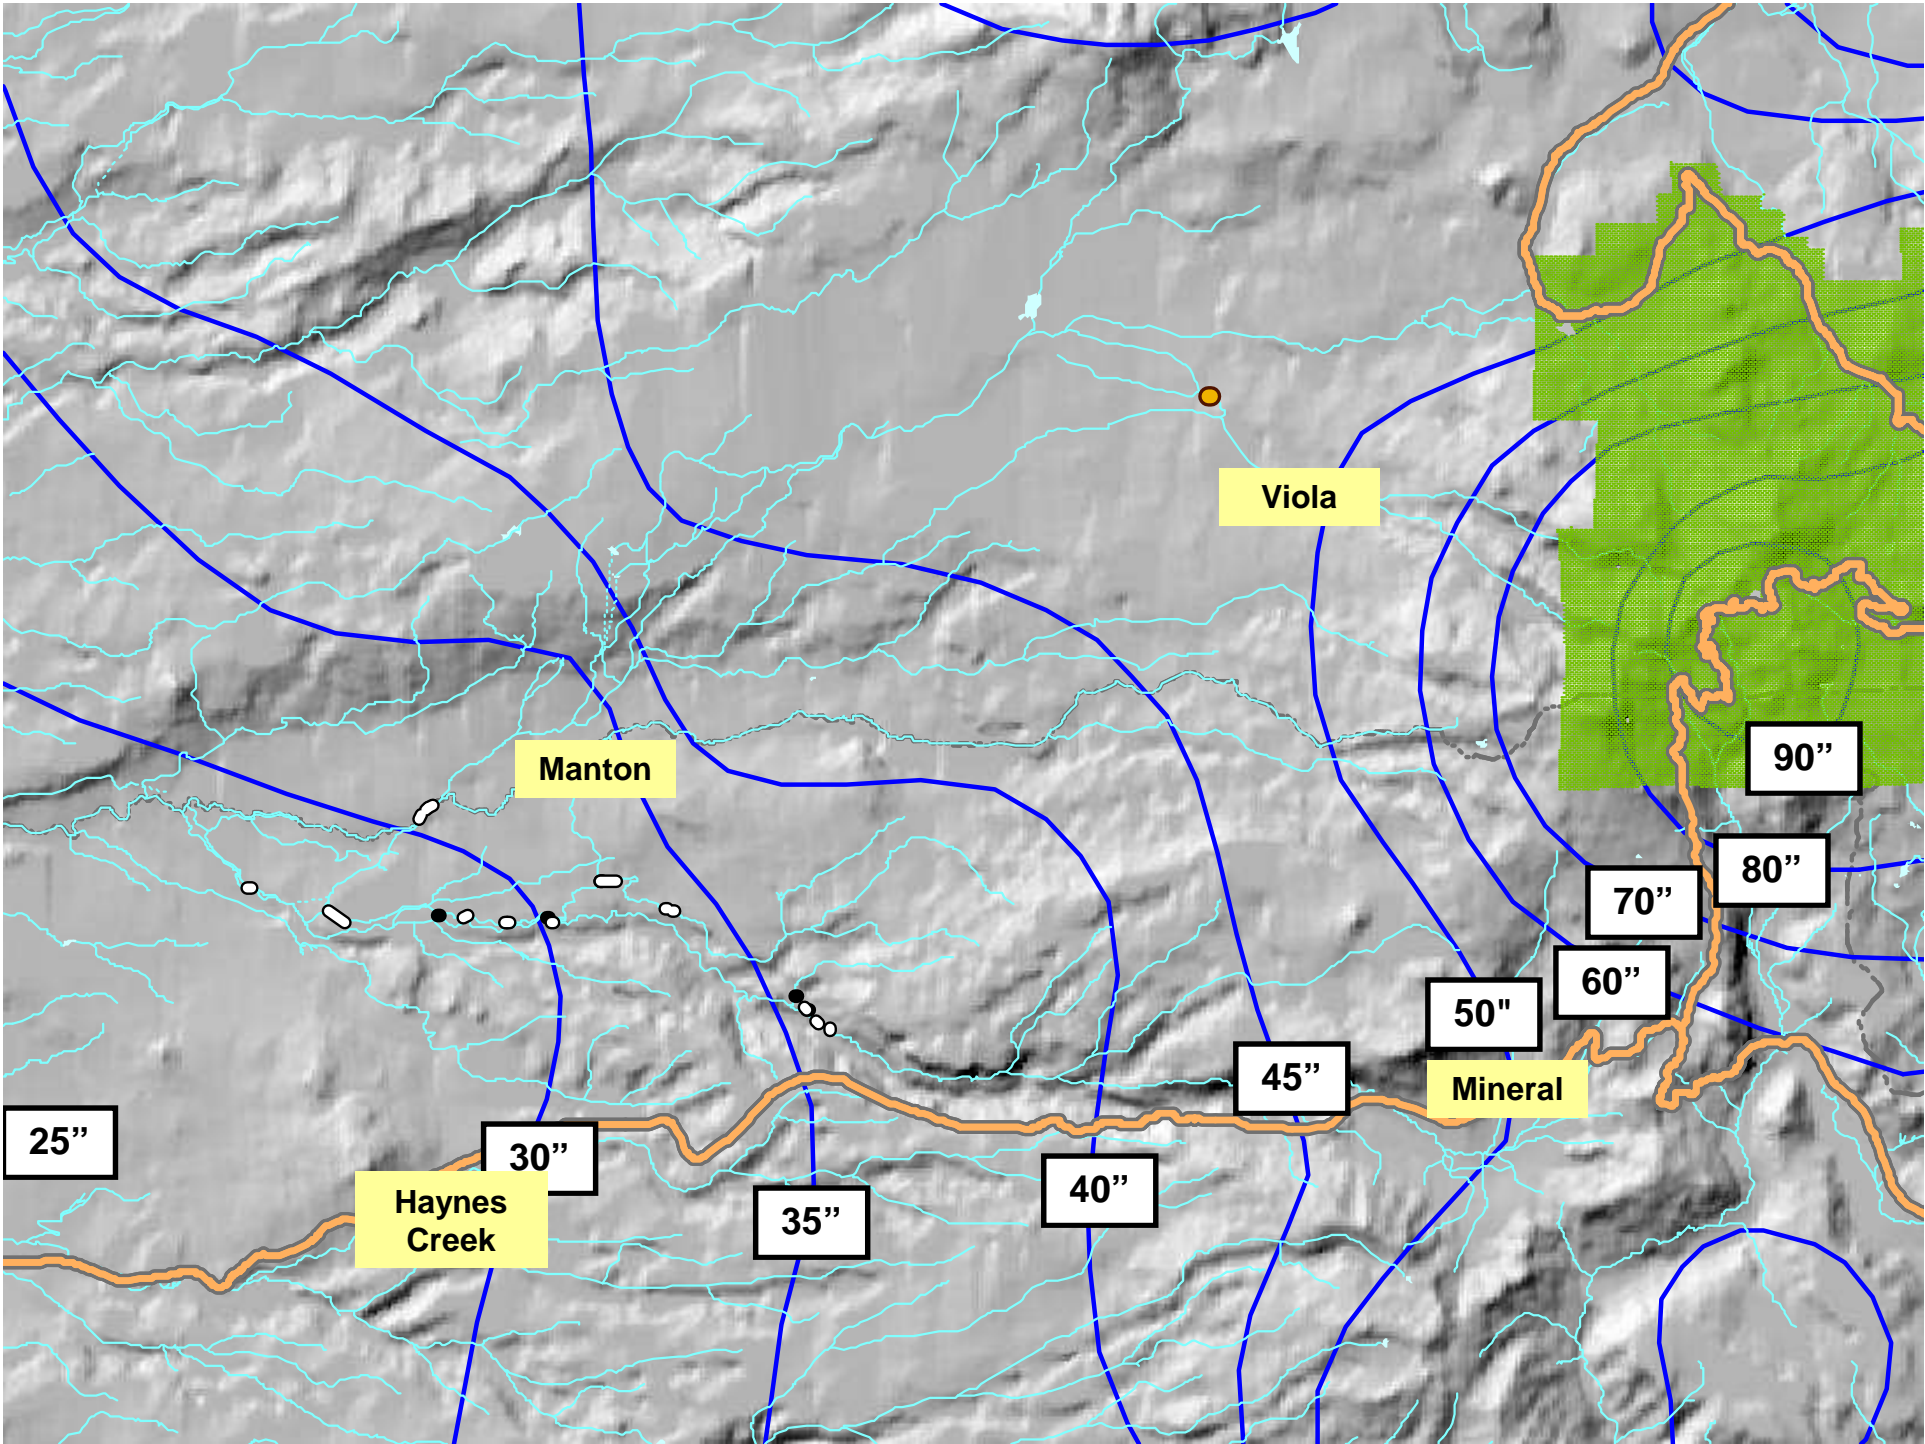 Viola
Manton
90”
80”
70”
60”
50"
45”
Mineral
25”
30”
40”
35”
Haynes
Creek